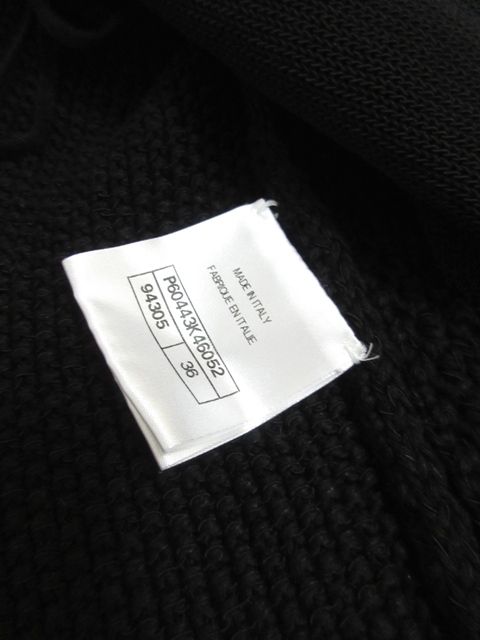 MADE IN ITALY
FABRIQUE EN ITALIE
P60443K46052
94305 36